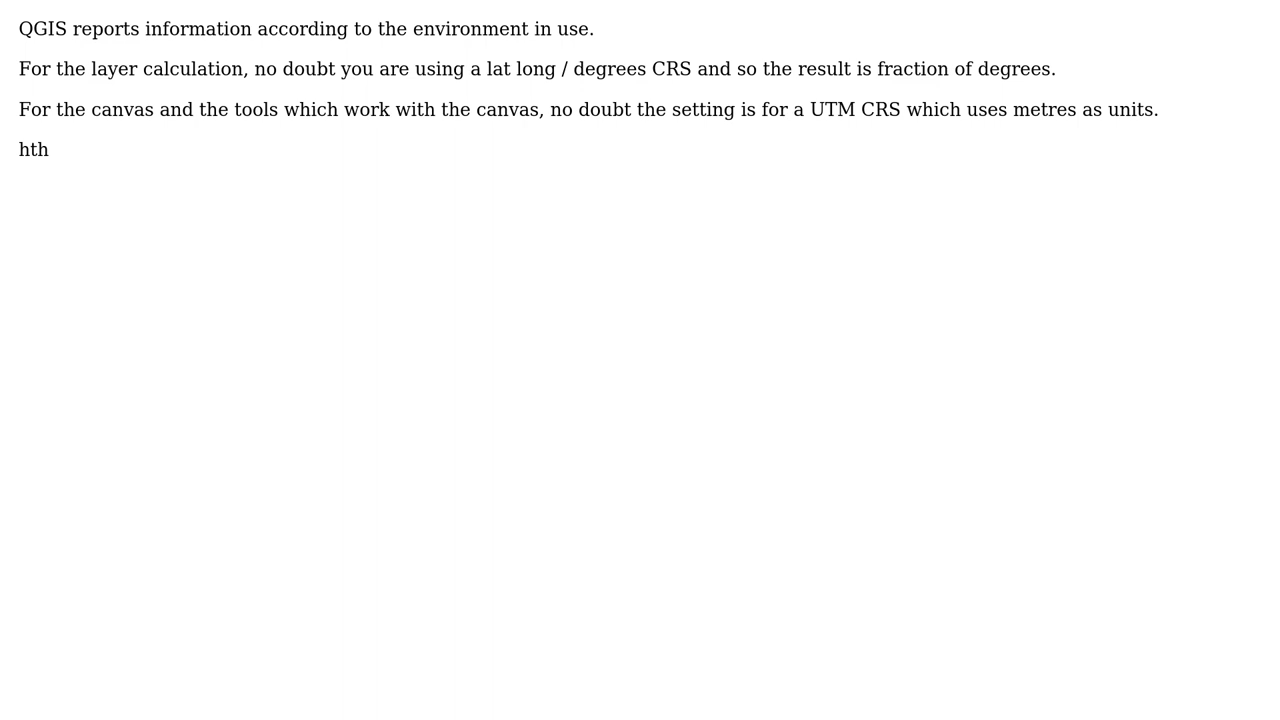 QGIS reports information according to the environment in use.
For the layer calculation, no doubt you are using a lat long / degrees CRS and so the result is fraction of degrees.
For the canvas and the tools which work with the canvas, no doubt the setting is for a UTM CRS which uses metres as units.
hth